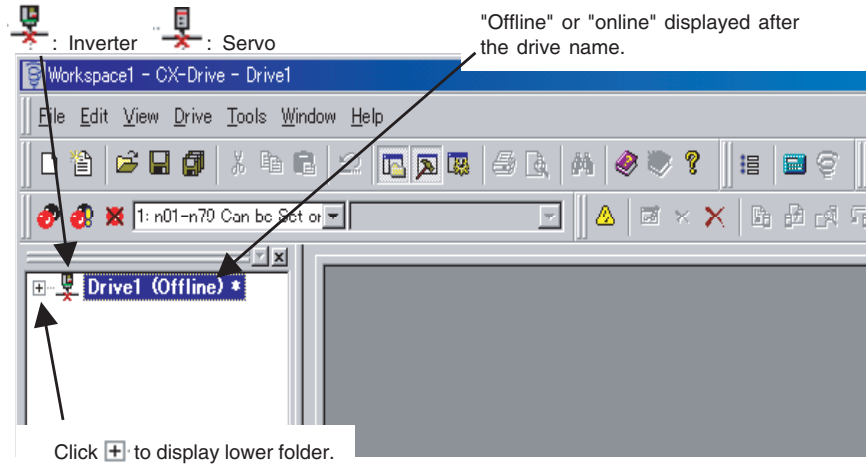 : Inverter : Servo
"Offline" or "online" displayed after
the drive name.
Workspace1 - CX-Drive - Drive1
File Edit View Drive Tools Window Help
1: n01-n79 Can be Set or
Drive1 (Offline) *
Click + to display lower folder.